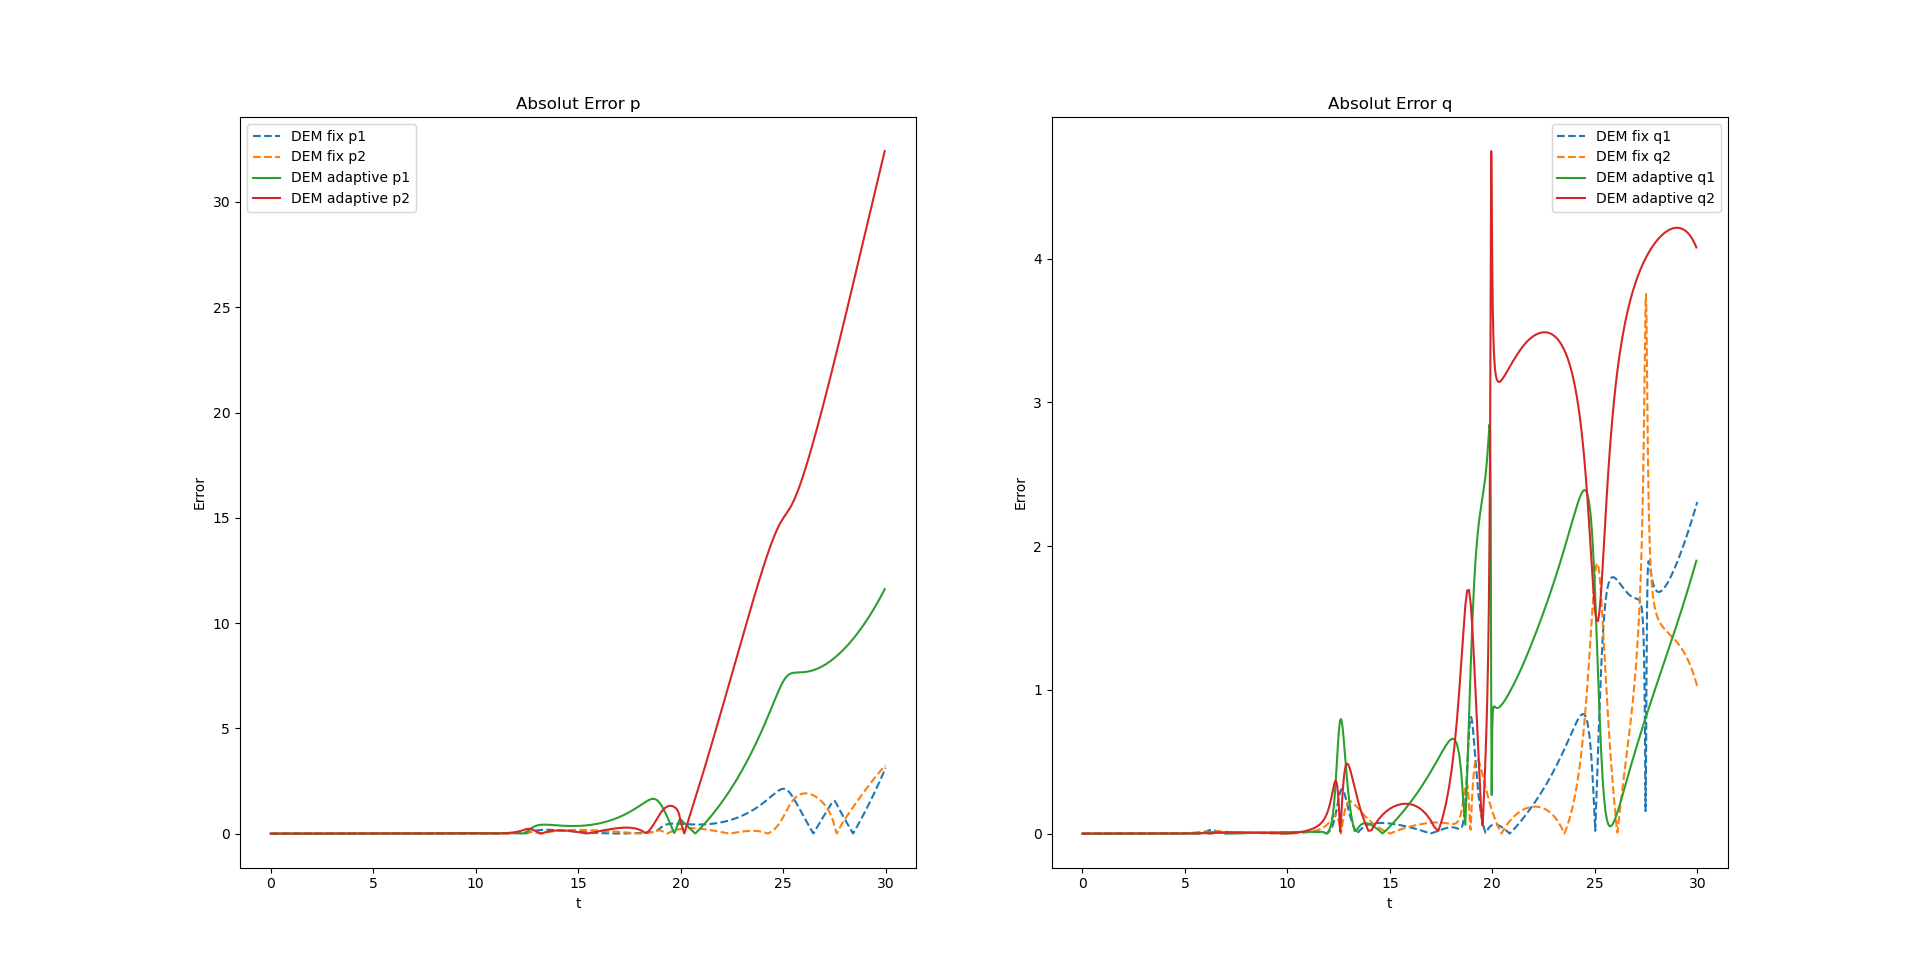 Absolut Error p
DEM fix p1
DEM fix p2
DEM adaptive p1
DEM adaptive p2
30
25
20
15
10
5
0
Error
0 5 10 15 20 25 30
t
Absolut Error q
DEM fix q1
DEM fix q2
DEM adaptive q1
DEM adaptive q2
4
3
2
1
0
Error
0 5 10 15 20 25 30
t